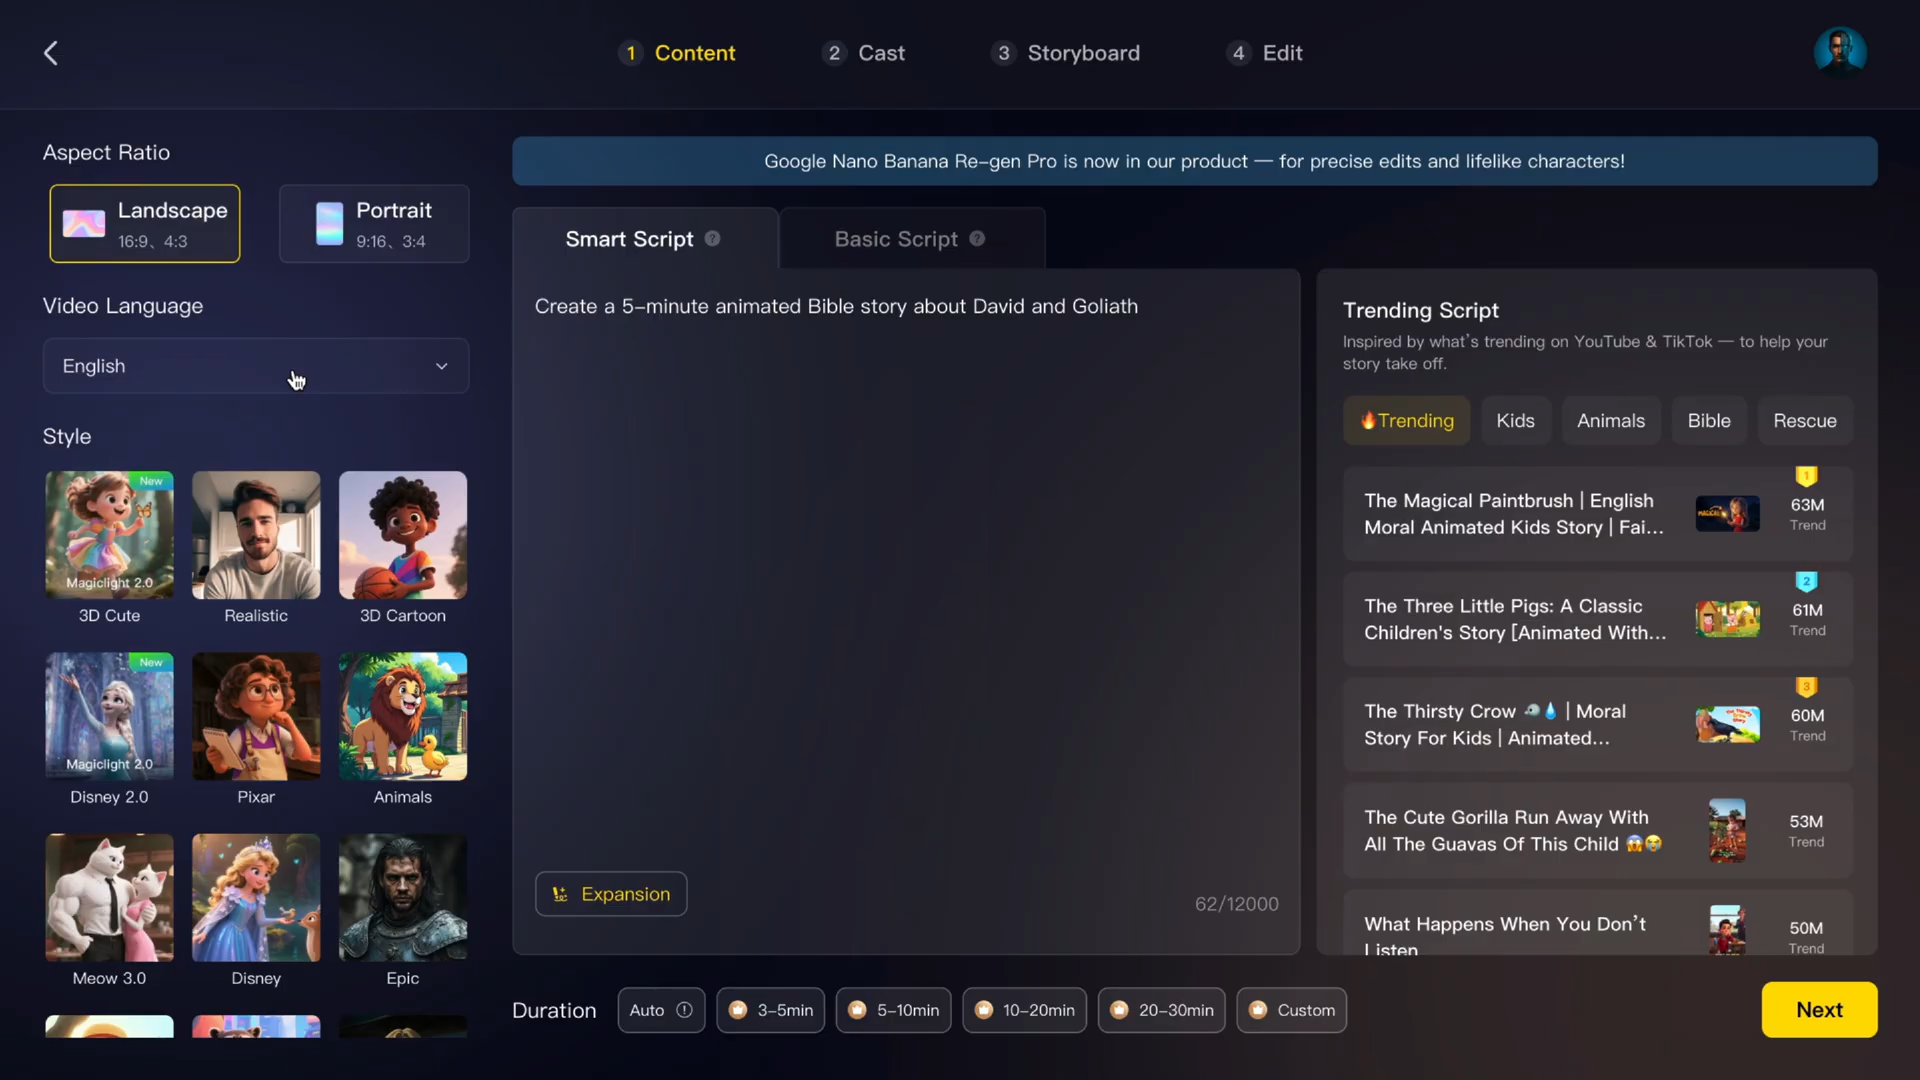 1 Content
2 Cast
3 Storyboard
4 Edit
Aspect Ratio
Landscape
16:9、4:3
Portrait
9:16、3:4
Video Language
English
Style
New
Magiclight 2.0
3D Cute
Realistic
3D Cartoon
New
Magiclight 2.0
Disney 2.0
Pixar
Animals
Meow 3.0
Disney
Epic
Google Nano Banana Re-gen Pro is now in our product — for precise edits and lifelike characters!
Smart Script ?
Basic Script ?
Create a 5-minute animated Bible story about David and Goliath
Expansion
62/12000
Trending Script
Inspired by what's trending on YouTube & TikTok — to help your
story take off.
🔥Trending
Kids
Animals
Bible
Rescue
The Magical Paintbrush | English
Moral Animated Kids Story | Fai...
1
63M
Trend
The Three Little Pigs: A Classic
Children's Story [Animated With...
2
61M
Trend
The Thirsty Crow 🐦‍⬛💧 | Moral
Story For Kids | Animated...
3
60M
Trend
The Cute Gorilla Run Away With
All The Guavas Of This Child 😱😭
53M
Trend
What Happens When You Don't
Listen
50M
Trend
Duration
Auto
3-5min
5-10min
10-20min
20-30min
Custom
Next